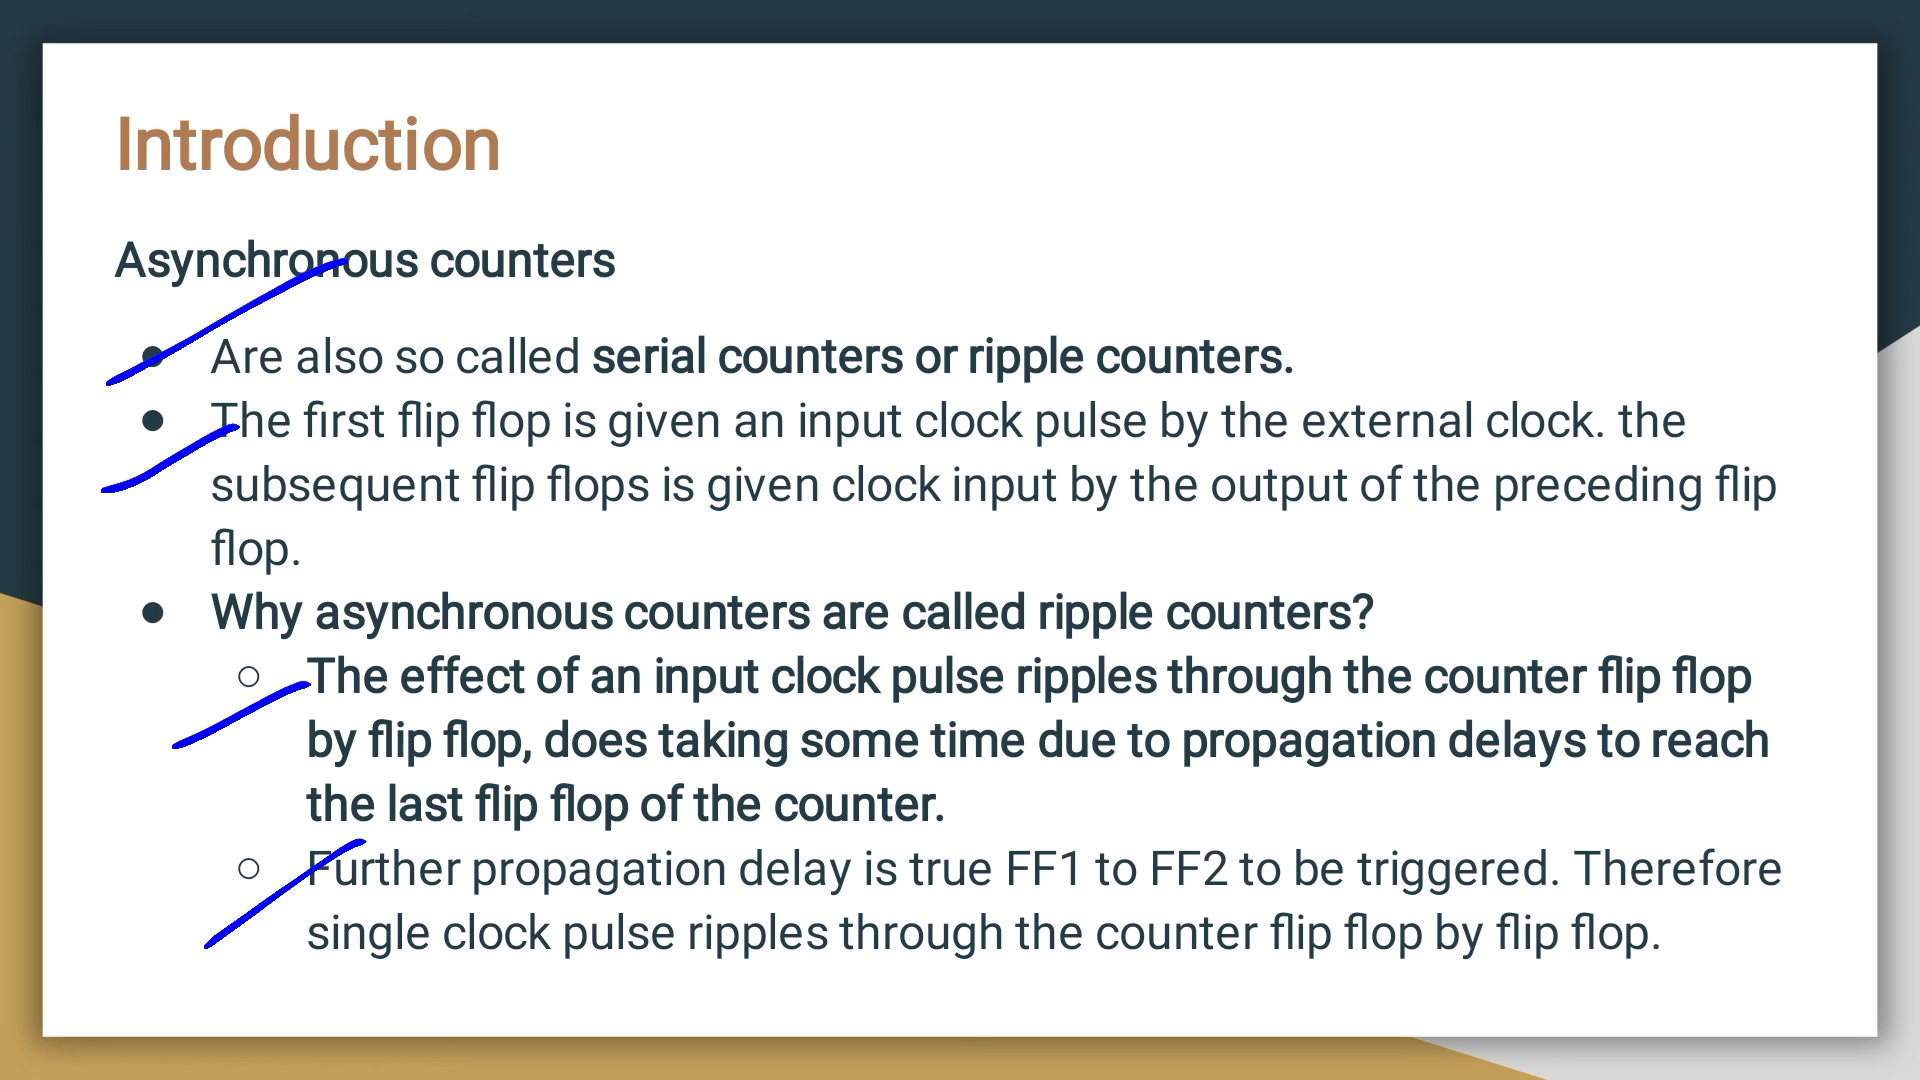 Introduction
Asynchronous counters
● Are also so called serial counters or ripple counters.
● The first flip flop is given an input clock pulse by the external clock. the
subsequent flip flops is given clock input by the output of the preceding flip
flop.
● Why asynchronous counters are called ripple counters?
○ The effect of an input clock pulse ripples through the counter flip flop
by flip flop, does taking some time due to propagation delays to reach
the last flip flop of the counter.
○ Further propagation delay is true FF1 to FF2 to be triggered. Therefore
single clock pulse ripples through the counter flip flop by flip flop.